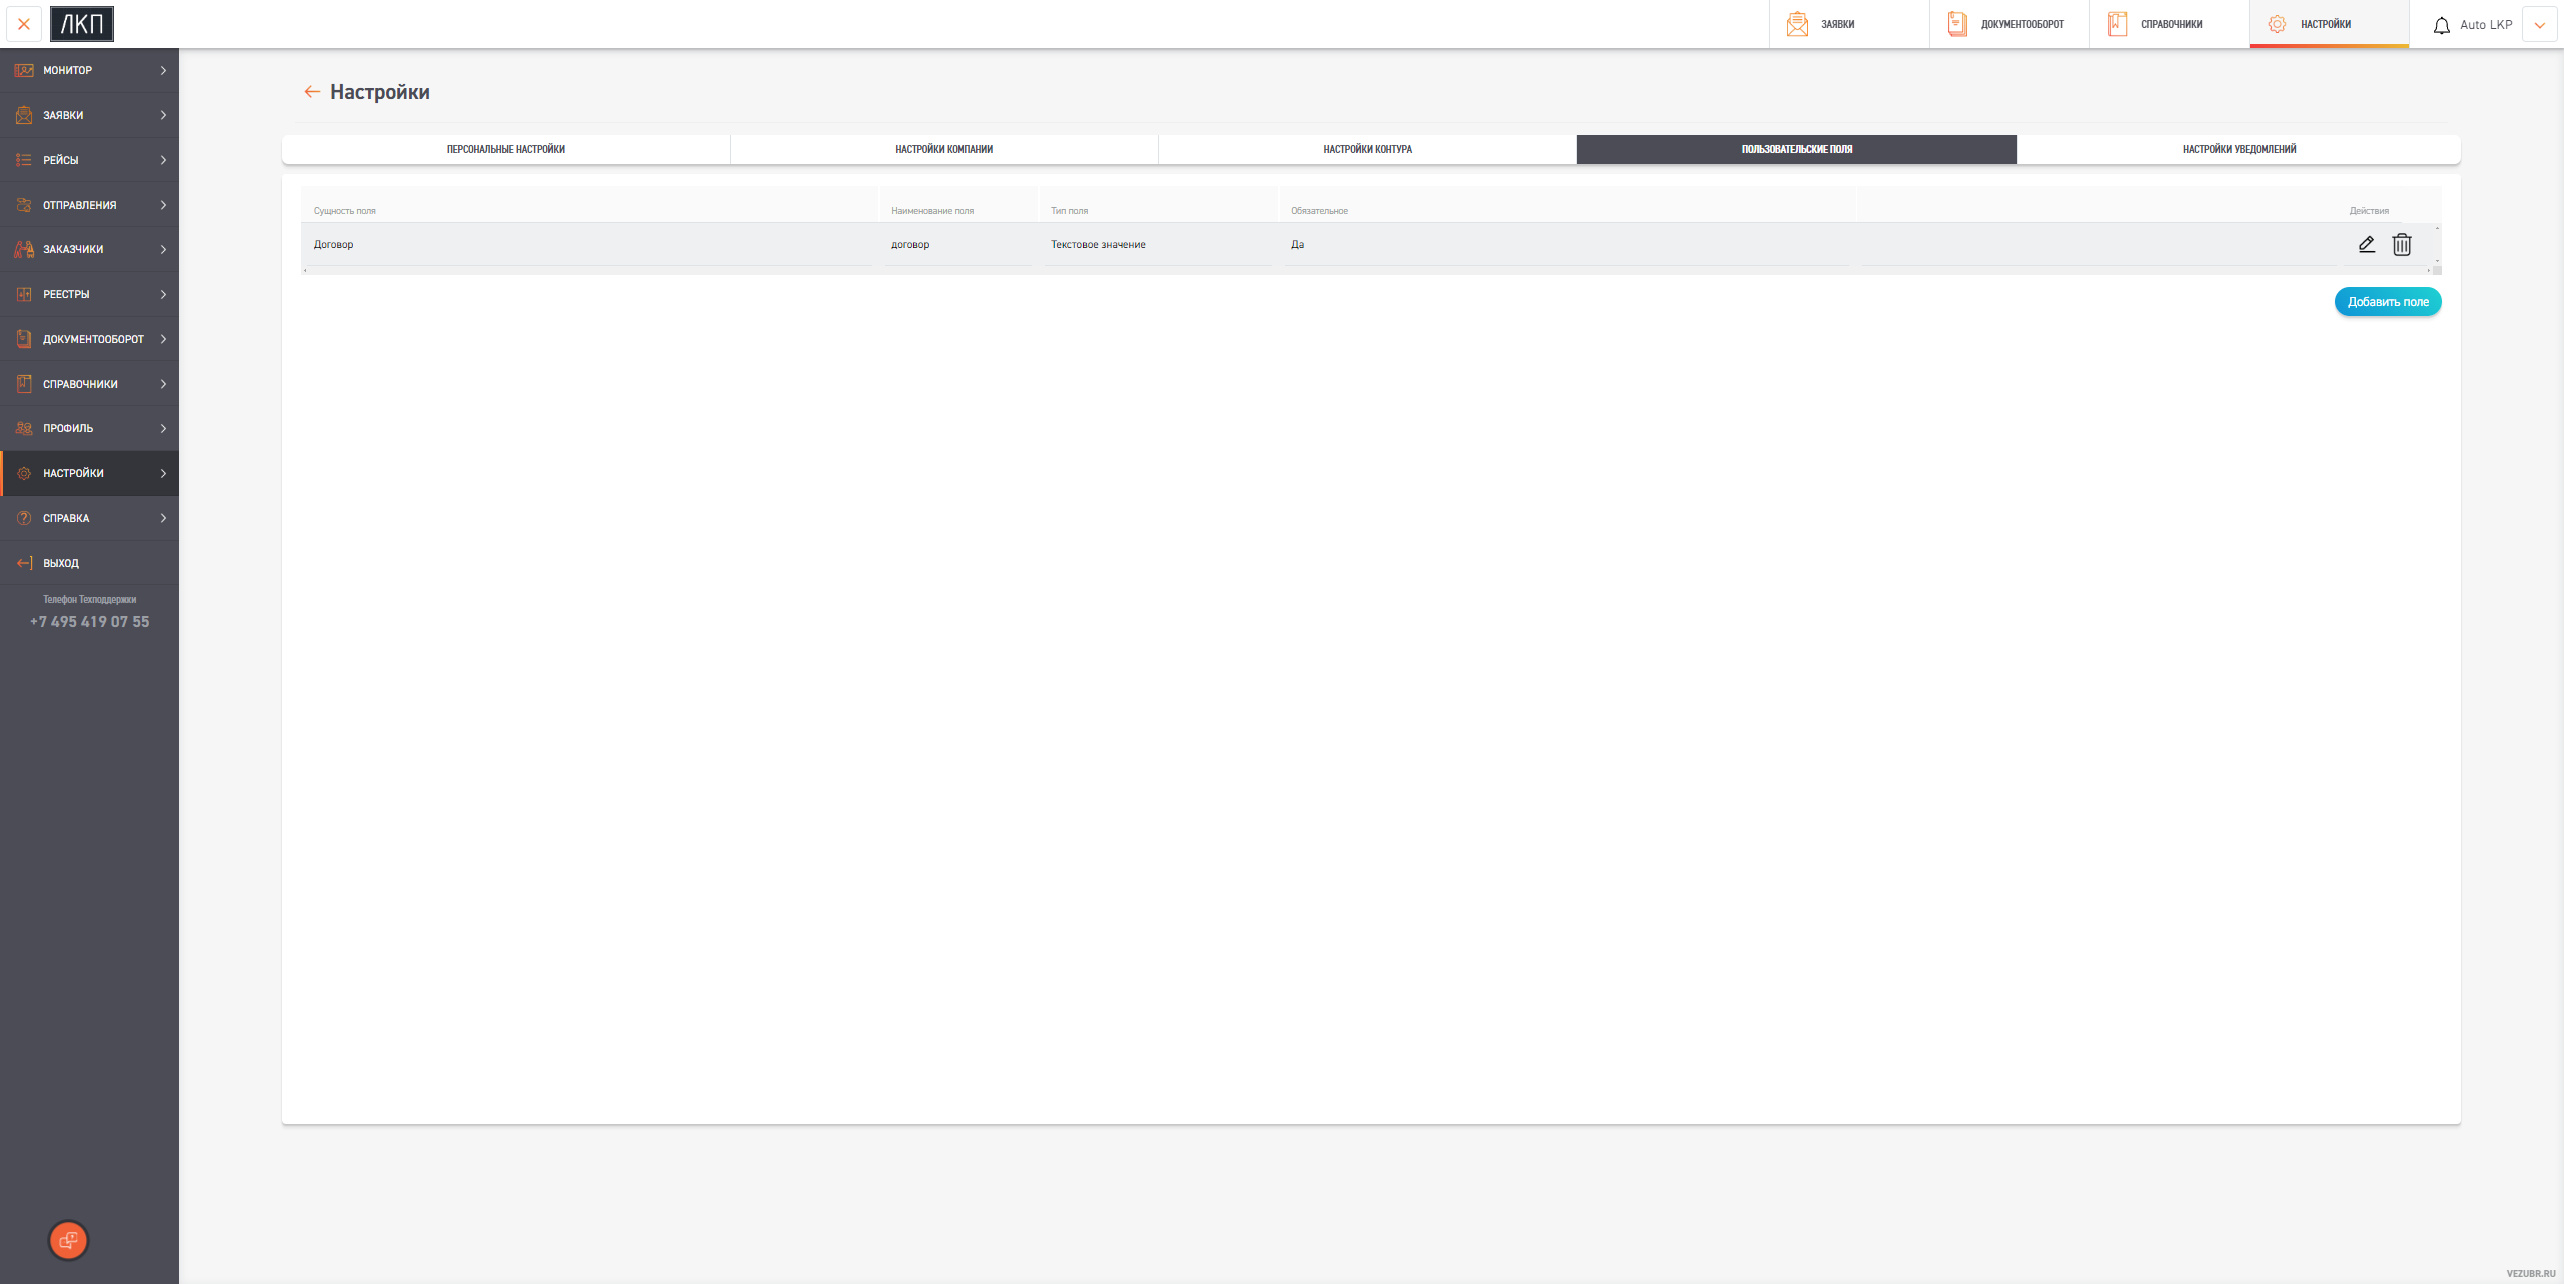 ЛКП
ЗАЯВКИ
ДОКУМЕНТООБОРОТ
СПРАВОЧНИКИ
НАСТРОЙКИ
Auto LKP
МОНИТОР
ЗАЯВКИ
РЕЙСЫ
ОТПРАВЛЕНИЯ
ЗАКАЗЧИКИ
РЕЕСТРЫ
ДОКУМЕНТООБОРОТ
СПРАВОЧНИКИ
ПРОФИЛЬ
НАСТРОЙКИ
СПРАВКА
ВЫХОД
Телефон Техподдержки
+7 495 419 07 55
Настройки
ПЕРСОНАЛЬНЫЕ НАСТРОЙКИ
НАСТРОЙКИ КОМПАНИИ
НАСТРОЙКИ КОНТУРА
ПОЛЬЗОВАТЕЛЬСКИЕ ПОЛЯ
НАСТРОЙКИ УВЕДОМЛЕНИЙ
Сущность поля Наименование поля Тип поля Обязательное Действия
Договор договор Текстовое значение Да
Добавить поле
VEZUBR.RU